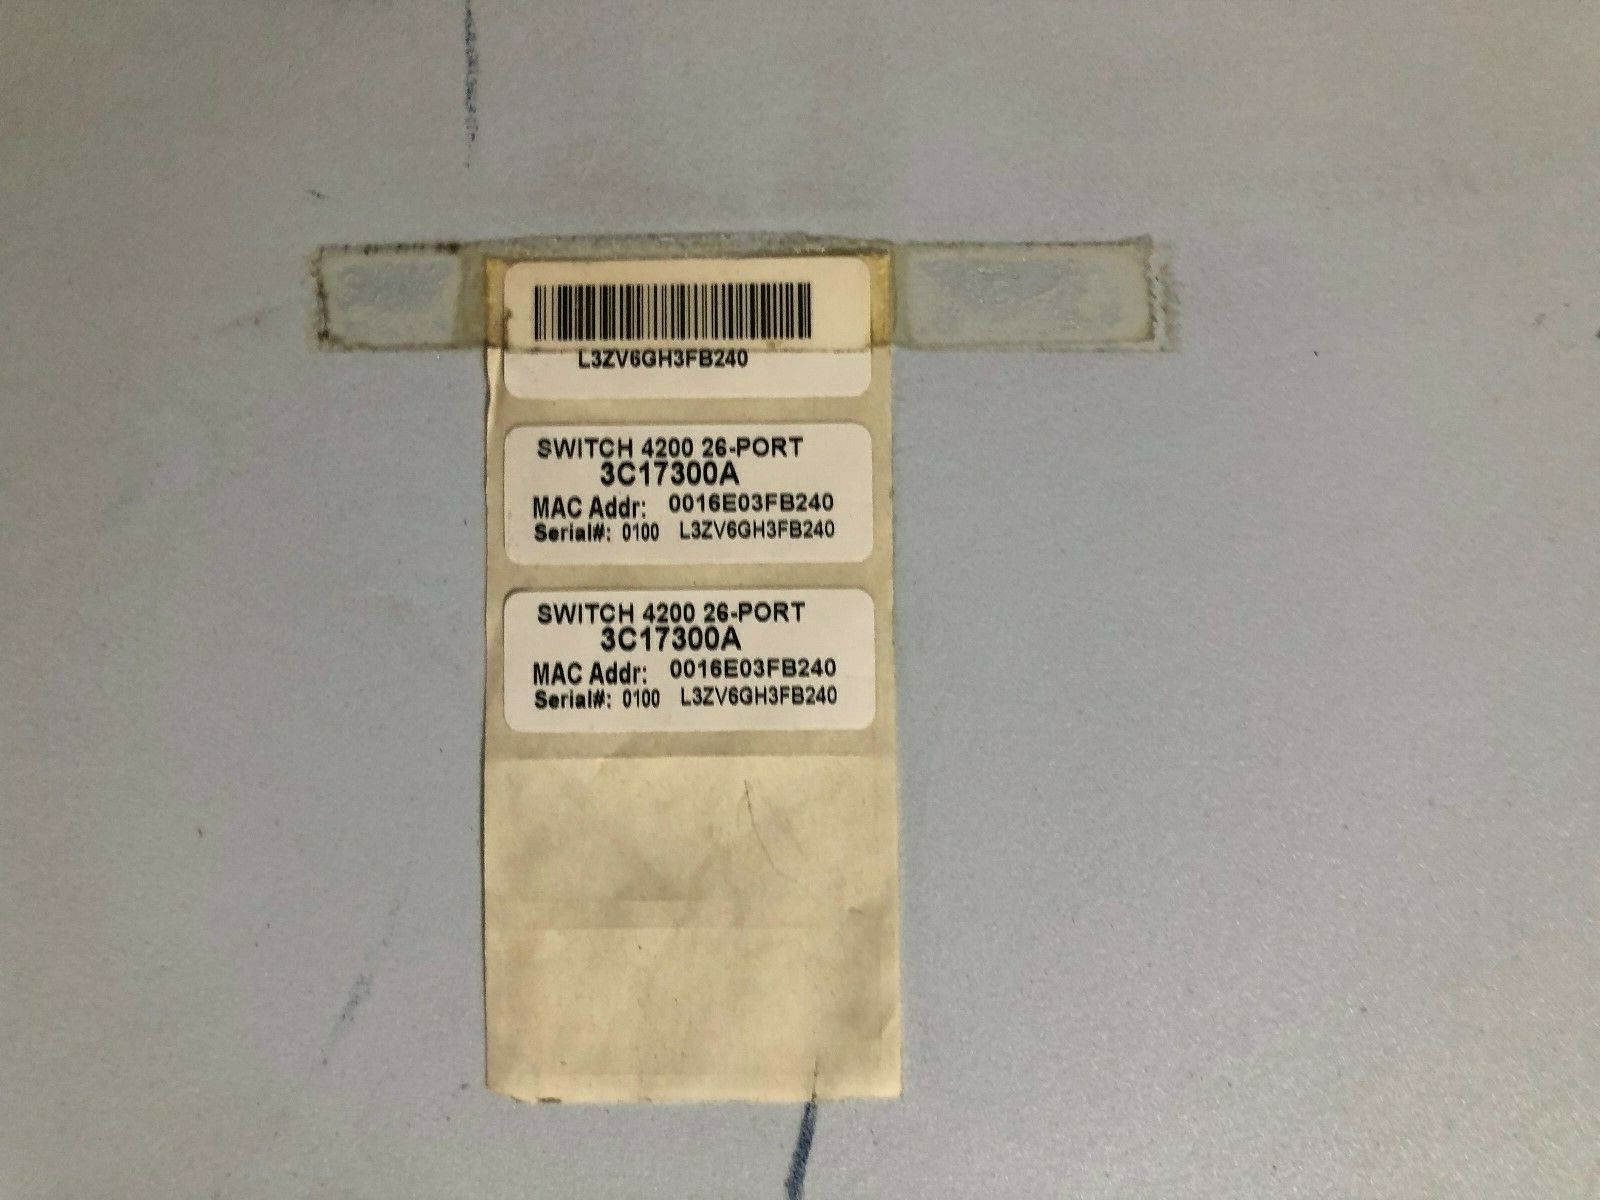 L3ZV6GH3FB240
SWITCH 4200 26-PORT
3C17300A
MAC Addr: 0016E03FB240
Serial#: 0100 L3ZV6GH3FB240
SWITCH 4200 26-PORT
3C17300A
MAC Addr: 0016E03FB240
Serial#: 0100 L3ZV6GH3FB240